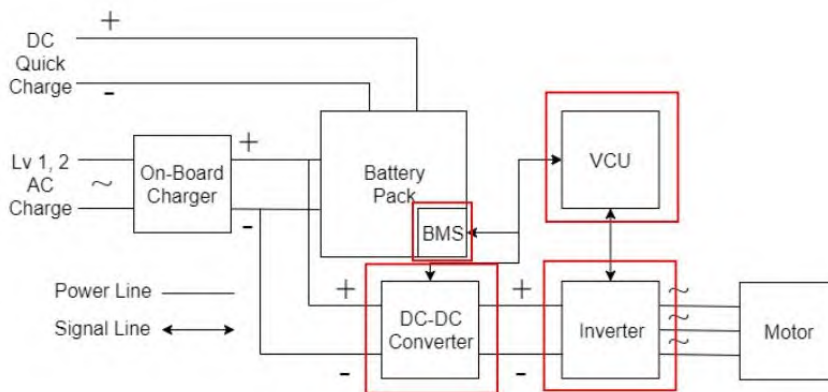 +
DC
Quick
Charge
-
Lv 1, 2
AC
Charge
~
On-Board
Charger
+
-
Battery
Pack
BMS
VCU
Power Line
Signal Line
+
-
DC-DC
Converter
+
-
Inverter
~
~
~
Motor